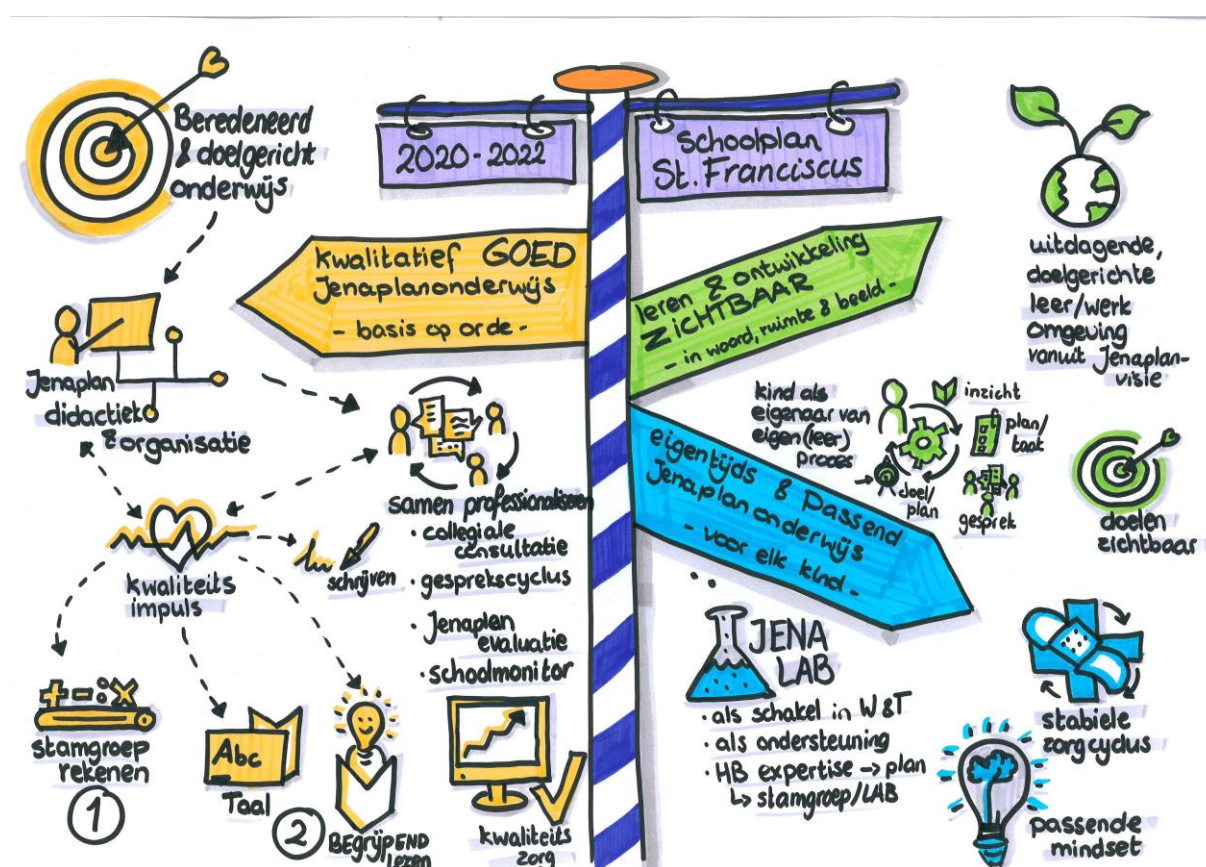 Beredeneerd
& doelgericht
onderwijs
2020-2022
Schoolplan
St. Franciscus
kwalitatief GOED
Jenaplanonderwijs
- basis op orde -
leren & ontwikkeling
ZICHTBAAR
- in woord, ruimte & beeld -
eigentijds & Passend
Jenaplanonderwijs
- voor elk kind -
uitdagende,
doelgerichte
leer/werk
omgeving
vanuit Jenaplan-
visie
Jenaplan
didactiek
& organisatie
samen professionaliseren
• collegiale
consultatie
• gesprekscyclus
• Jenaplan
evaluatie
• schoolmonitor
kwaliteits
impuls
schrijven
+ - : x
stamgroep
rekenen
1
Abc
Taal
2
BEGRIJPEND
LEZEN
kwaliteits
zorg
kind als
eigenaar van
eigen (leer)
proces
inzicht
plan/
taak
gesprek
doel/
plan
doelen
zichtbaar
JENA
LAB
• als schakel in W&T
• als ondersteuning
• HB expertise → plan
↳ stamgroep/LAB
stabiele
zorgcyclus
passende
mindset